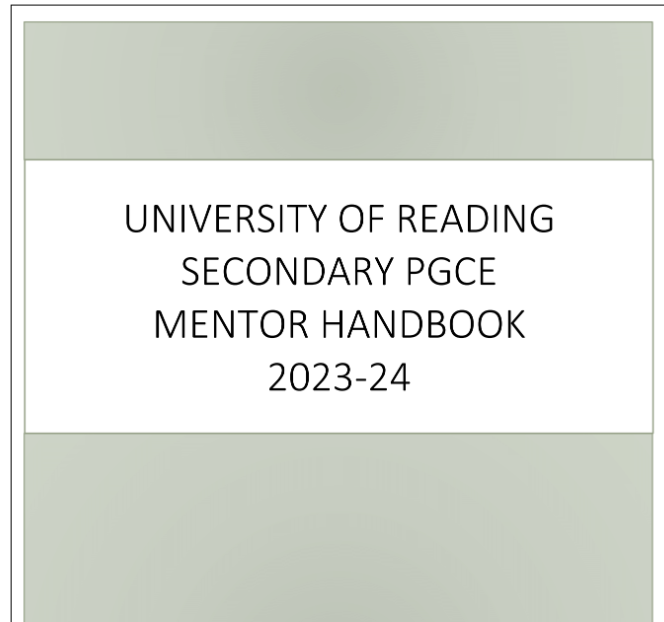 UNIVERSITY OF READING
SECONDARY PGCE
MENTOR HANDBOOK
2023-24